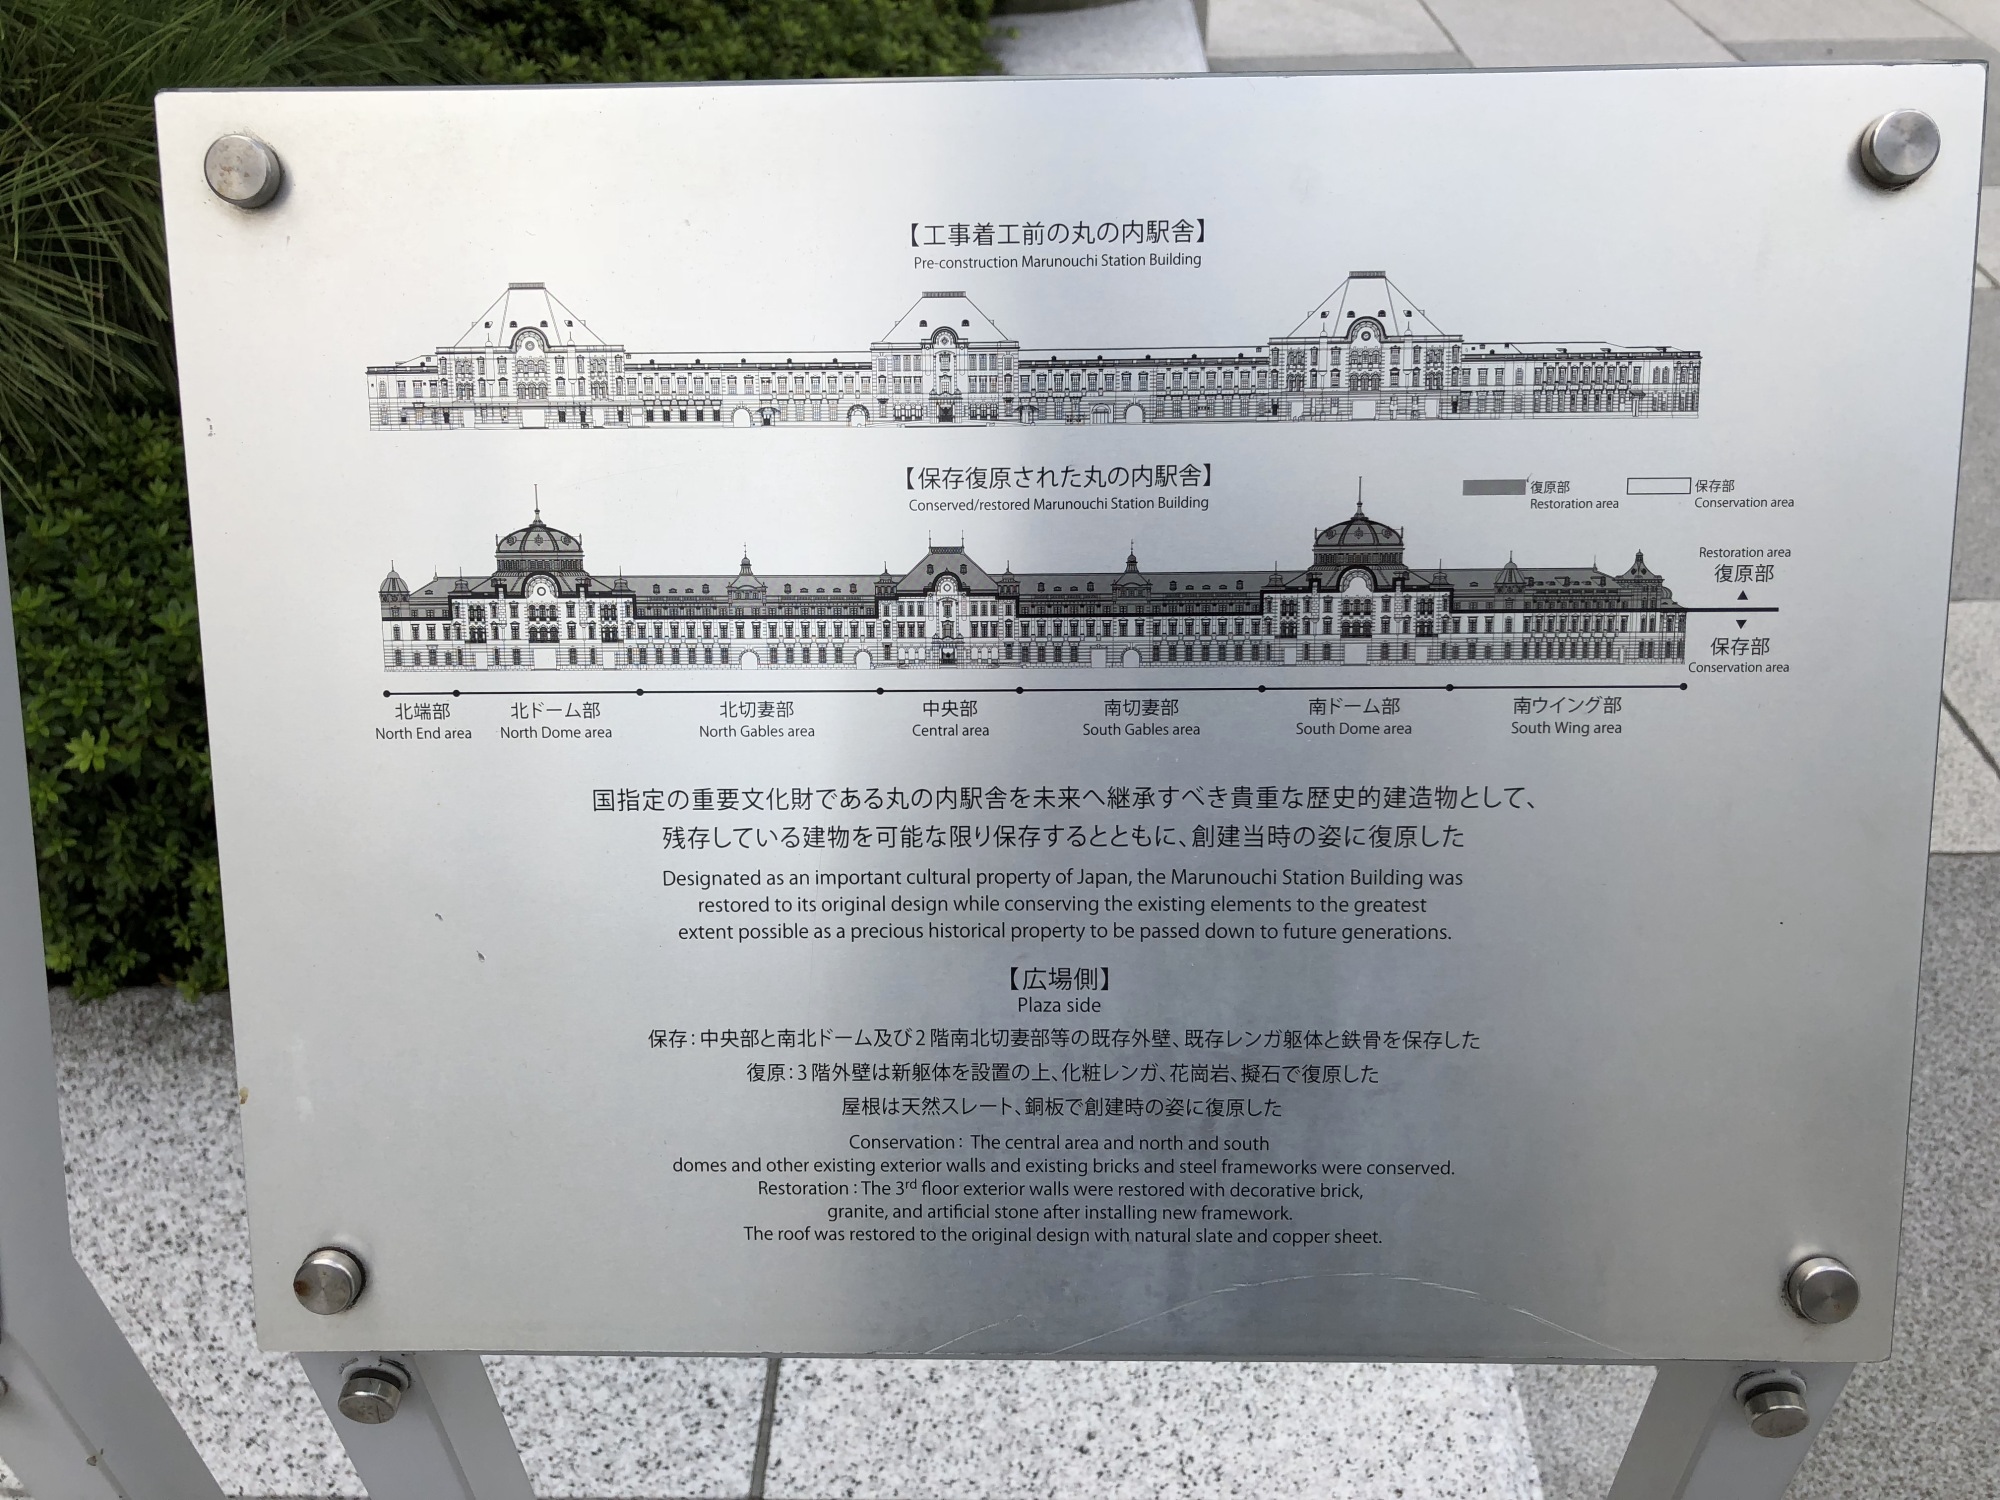 【工事着工前の丸の内駅舎】
Pre-construction Marunouchi Station Building
【保存復原された丸の内駅舎】
Conserved/restored Marunouchi Station Building
復原部
Restoration area
保存部
Conservation area
Restoration area
復原部
▲
▼
保存部
Conservation area
北端部
North End area
北ドーム部
North Dome area
北切妻部
North Gables area
中央部
Central area
南切妻部
South Gables area
南ドーム部
South Dome area
南ウイング部
South Wing area
国指定の重要文化財である丸の内駅舎を未来へ継承すべき貴重な歴史的建造物として、
残存している建物を可能な限り保存するとともに、創建当時の姿に復原した
Designated as an important cultural property of Japan, the Marunouchi Station Building was
restored to its original design while conserving the existing elements to the greatest
extent possible as a precious historical property to be passed down to future generations.
【広場側】
Plaza side
保存：中央部と南北ドーム及び2階南北切妻部等の既存外壁、既存レンガ躯体と鉄骨を保存した
復原：3階外壁は新躯体を設置の上、化粧レンガ、花崗岩、擬石で復原した
屋根は天然スレート、銅板で創建時の姿に復原した
Conservation : The central area and north and south
domes and other existing exterior walls and existing bricks and steel frameworks were conserved.
Restoration : The 3rd floor exterior walls were restored with decorative brick,
granite, and artificial stone after installing new framework.
The roof was restored to the original design with natural slate and copper sheet.